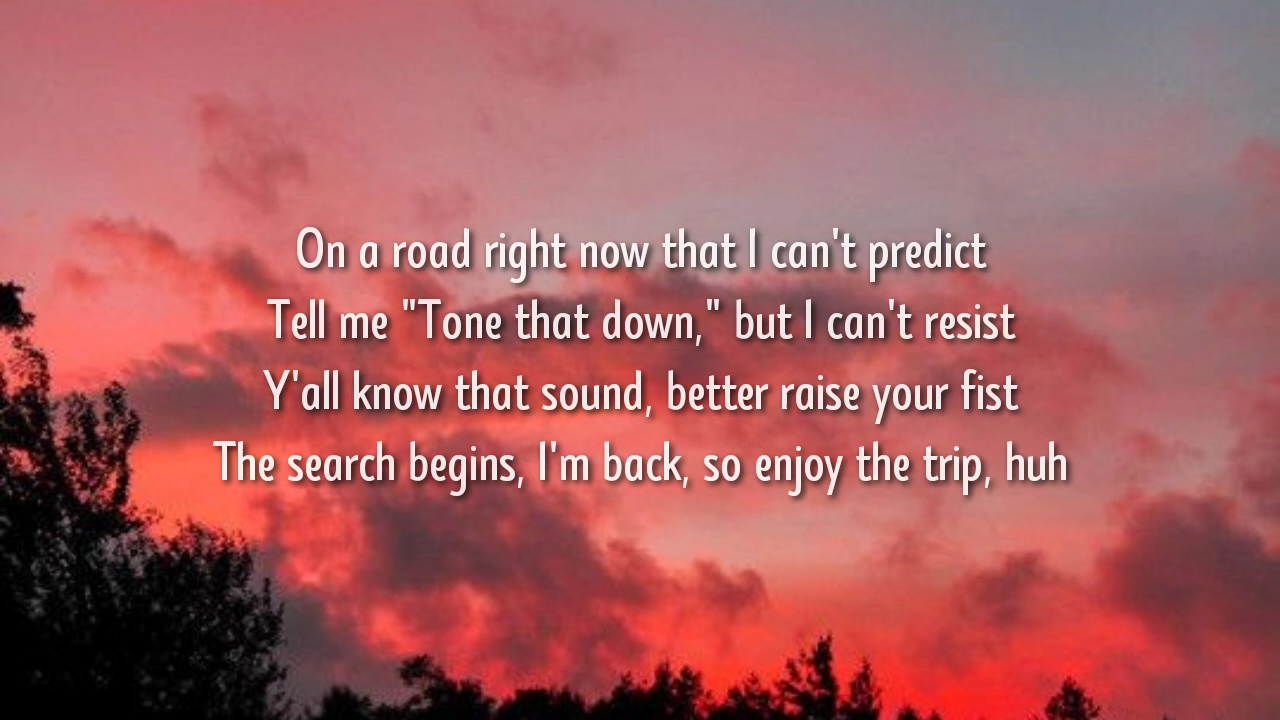 On a road right now that I can't predict
Tell me "Tone that down," but I can't resist
Y'all know that sound, better raise your fist
The search begins, I'm back, so enjoy the trip, huh